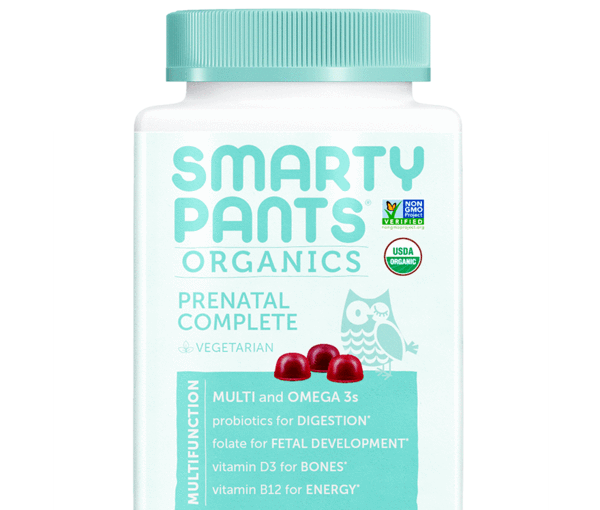 SMARTY
PANTS®
ORGANICS
NON
GMO
Project
VERIFIED
nongmoproject.org
USDA
ORGANIC
PRENATAL
COMPLETE
VEGETARIAN
MULTIFUNCTION
MULTI and OMEGA 3s
probiotics for DIGESTION*
folate for FETAL DEVELOPMENT*
vitamin D3 for BONES*
vitamin B12 for ENERGY*